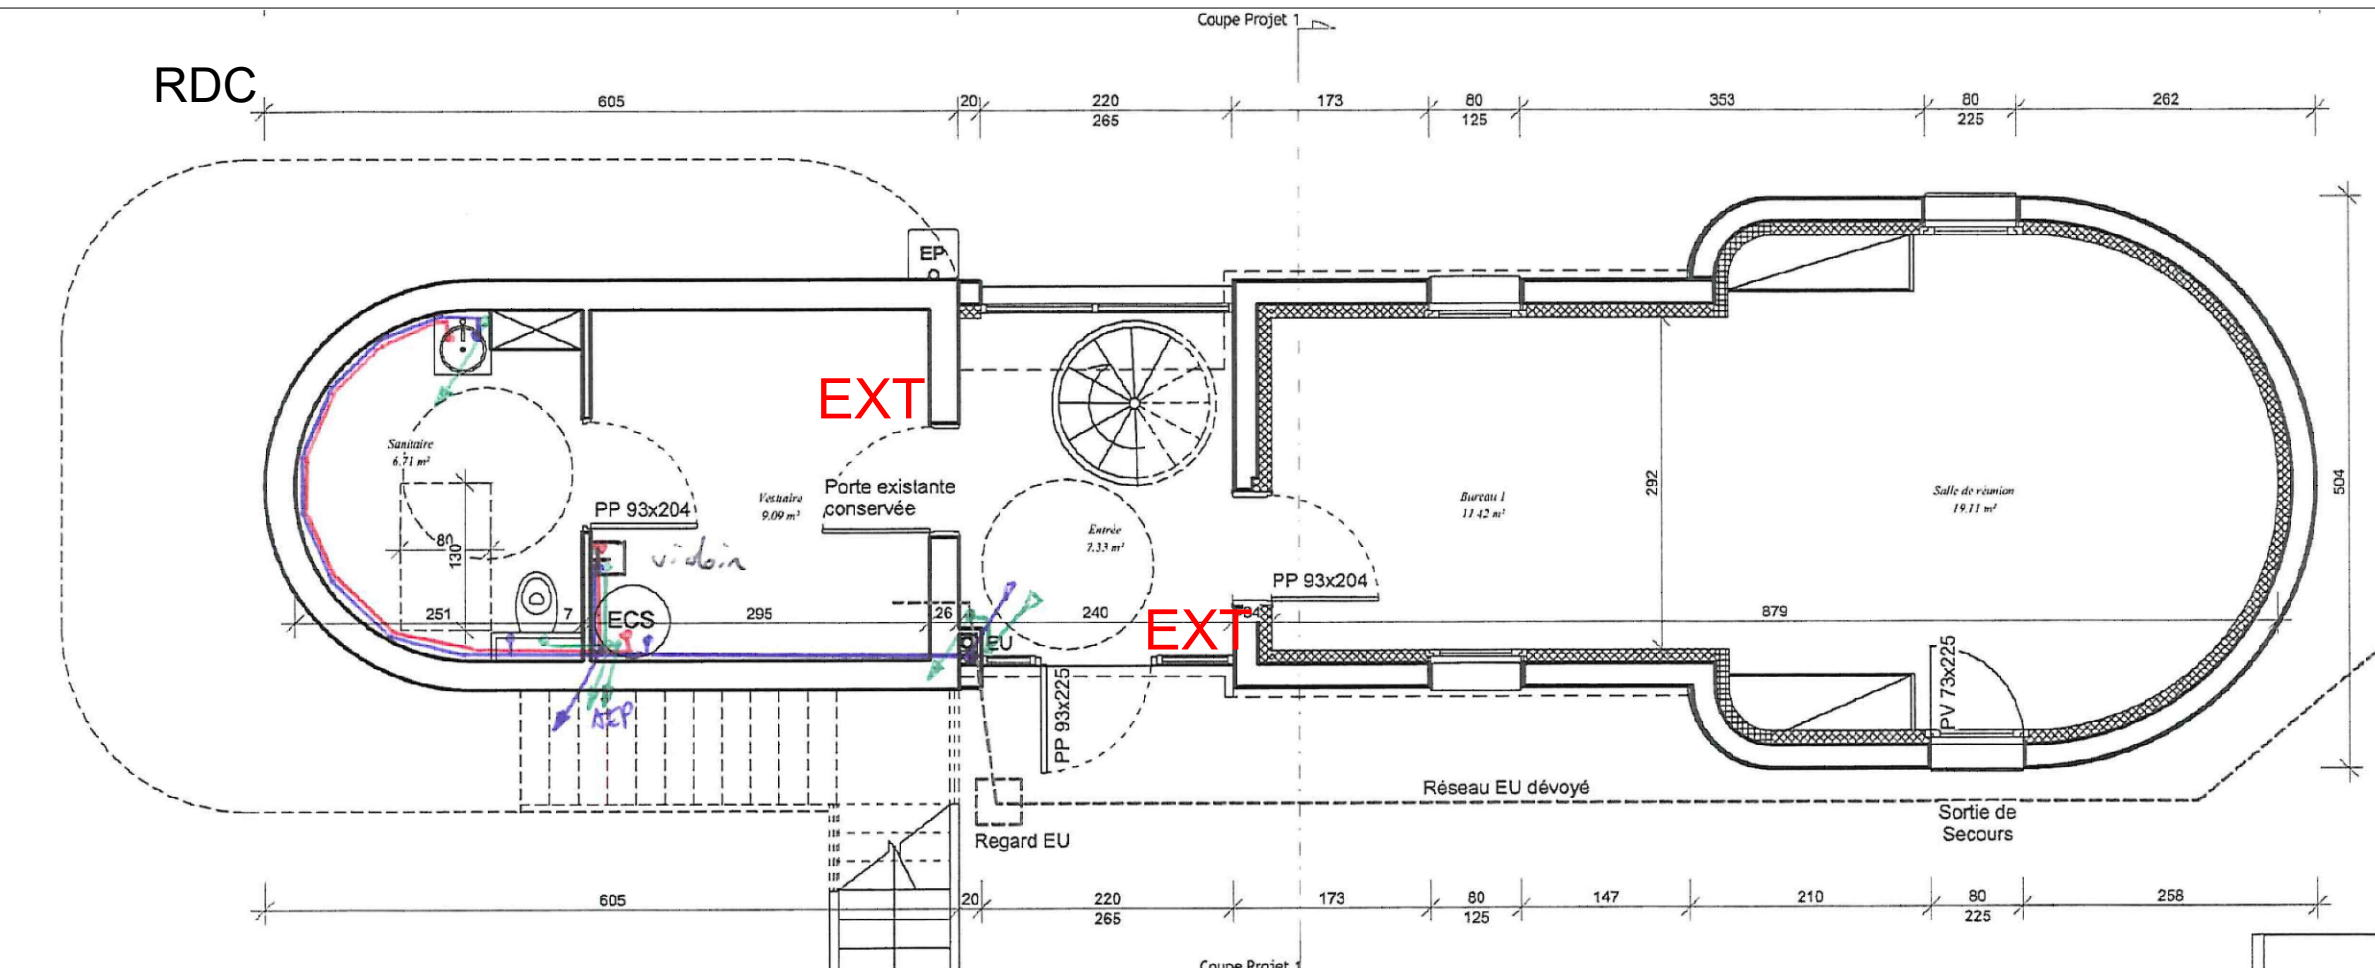 Coupe Projet 1
RDC
605
20
220
265
173
80
125
353
80
225
262
EP
EXT
Sanitaire
6.71 m²
PP 93x204
Vestiaire
9.09 m²
Porte existante
conservée
Entrée
7.33 m²
Bureau 1
11.42 m²
292
Salle de réunion
19.11 m²
504
80
130
vidoir
PP 93x204
251
7
ECS
295
26
EU
240
EXT
34
879
AEP
PP 93x225
PV 73x225
Réseau EU dévoyé
Regard EU
Sortie de
Secours
605
20
220
265
173
80
125
147
210
80
225
258
Coupe Projet 1